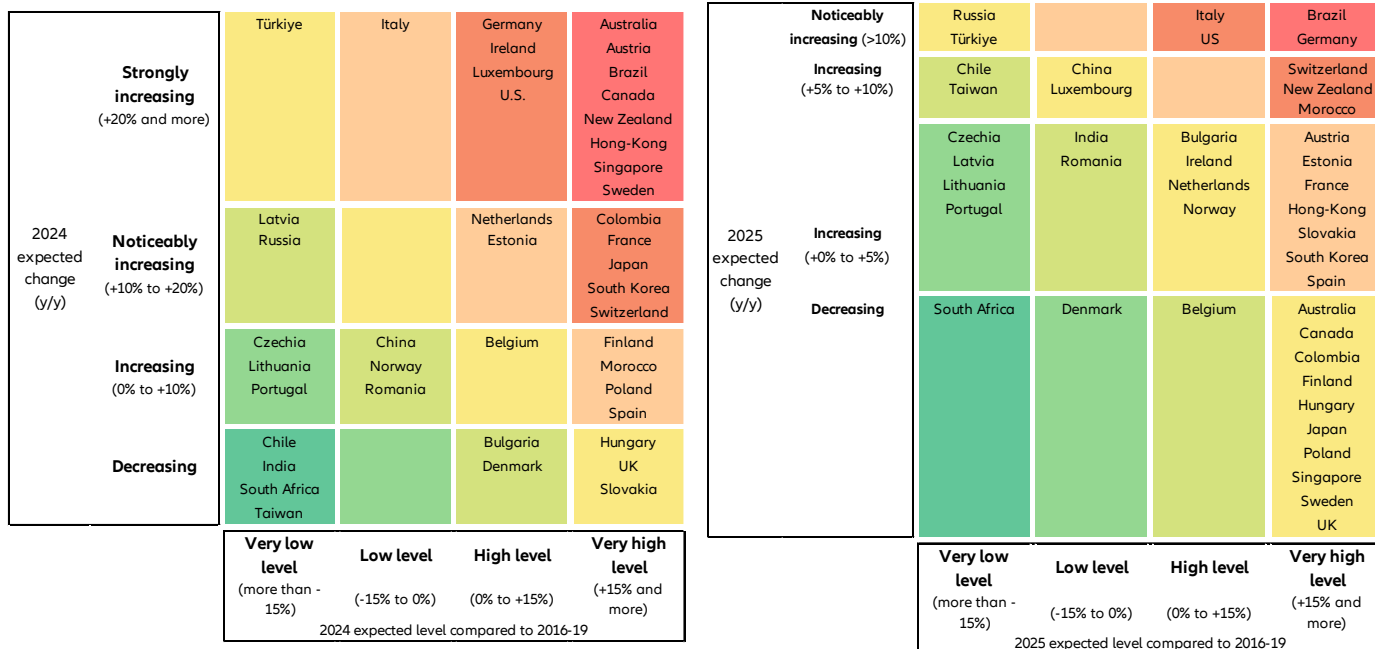 2024
expected
change
(y/y)
Strongly
increasing
(+20% and more)
Türkiye
Italy
Germany
Ireland
Luxembourg
U.S.
Australia
Austria
Brazil
Canada
New Zealand
Hong-Kong
Singapore
Sweden
Noticeably
increasing
(+10% to +20%)
Latvia
Russia
Netherlands
Estonia
Colombia
France
Japan
South Korea
Switzerland
Increasing
(0% to +10%)
Czechia
Lithuania
Portugal
China
Norway
Romania
Belgium
Finland
Morocco
Poland
Spain
Decreasing
Chile
India
South Africa
Taiwan
Bulgaria
Denmark
Hungary
UK
Slovakia
Very low
level
(more than -
15%)
Low level
(-15% to 0%)
High level
(0% to +15%)
Very high
level
(+15% and
more)
2024 expected level compared to 2016-19
2025
expected
change
(y/y)
Noticeably
increasing (>10%)
Russia
Türkiye
Italy
US
Brazil
Germany
Increasing
(+5% to +10%)
Chile
Taiwan
China
Luxembourg
Switzerland
New Zealand
Morocco
Increasing
(+0% to +5%)
Czechia
Latvia
Lithuania
Portugal
India
Romania
Bulgaria
Ireland
Netherlands
Norway
Austria
Estonia
France
Hong-Kong
Slovakia
South Korea
Spain
Decreasing
South Africa
Denmark
Belgium
Australia
Canada
Colombia
Finland
Hungary
Japan
Poland
Singapore
Sweden
UK
Very low
level
(more than -
15%)
Low level
(-15% to 0%)
High level
(0% to +15%)
Very high
level
(+15% and
more)
2025 expected level compared to 2016-19